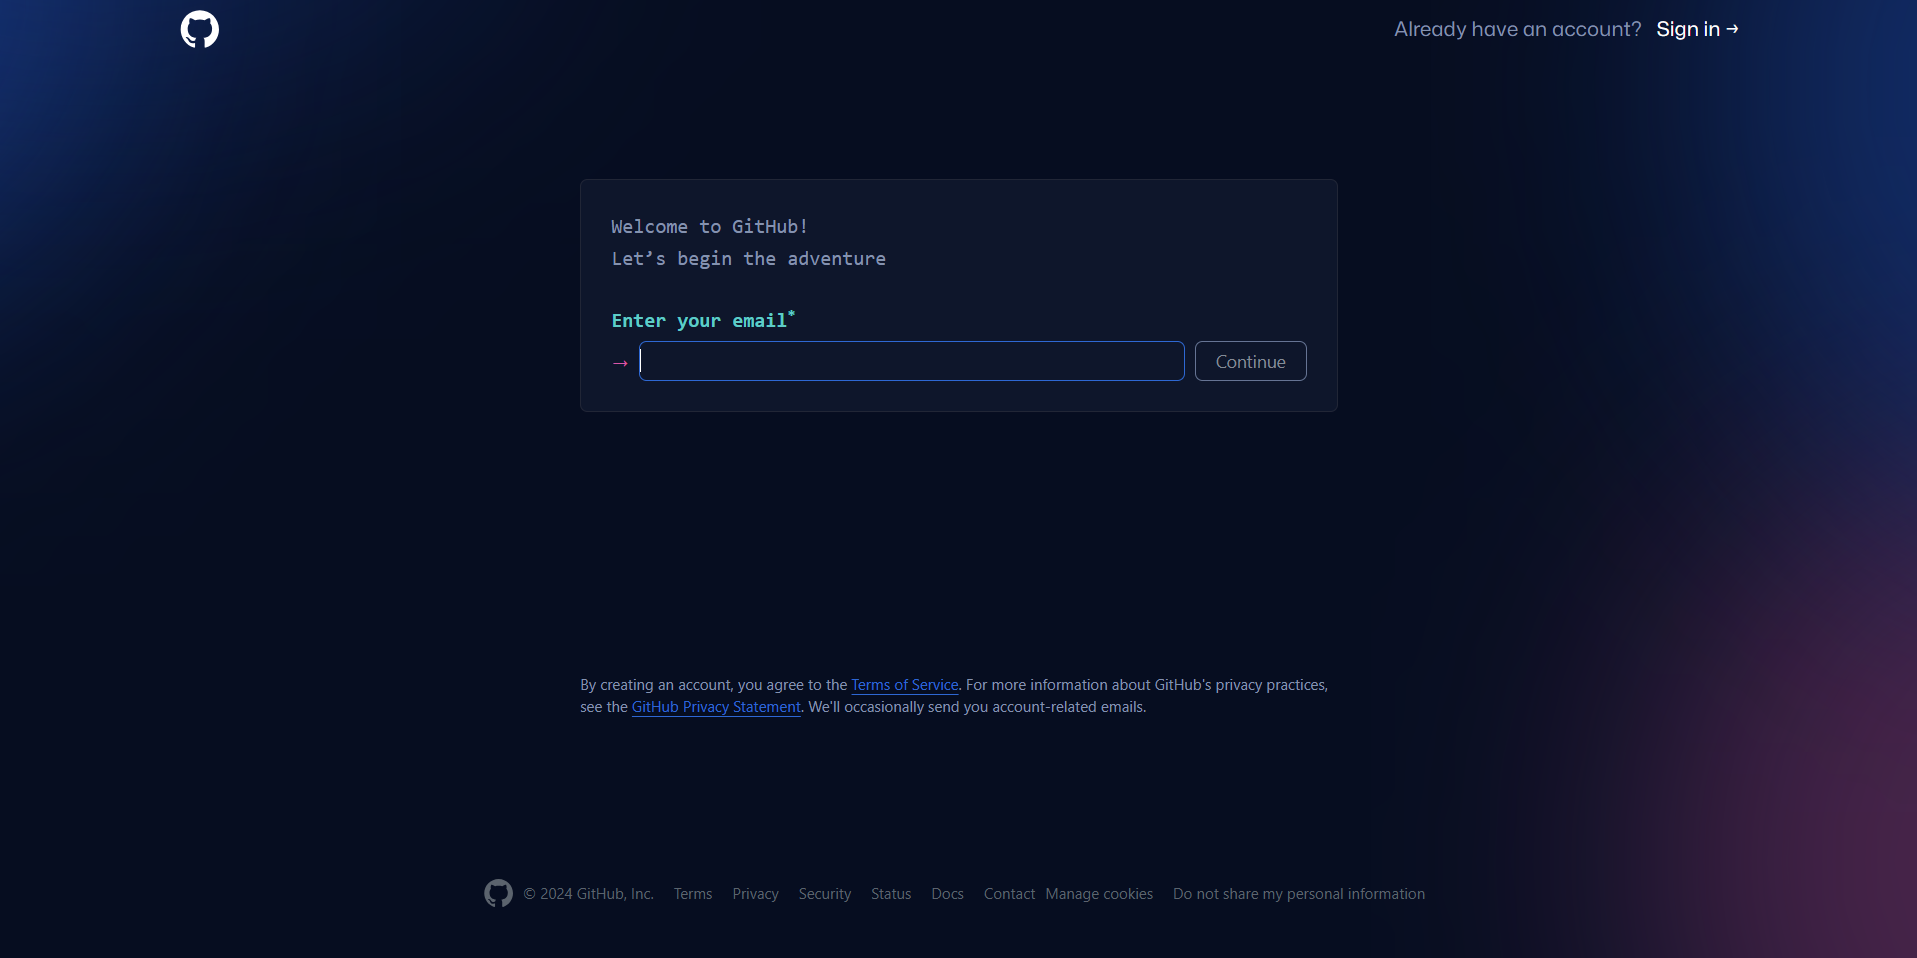 Already have an account? Sign in →
Welcome to GitHub!
Let’s begin the adventure
Enter your email*
→
Continue
By creating an account, you agree to the Terms of Service. For more information about GitHub's privacy practices,
see the GitHub Privacy Statement. We'll occasionally send you account-related emails.
© 2024 GitHub, Inc. Terms Privacy Security Status Docs Contact Manage cookies Do not share my personal information